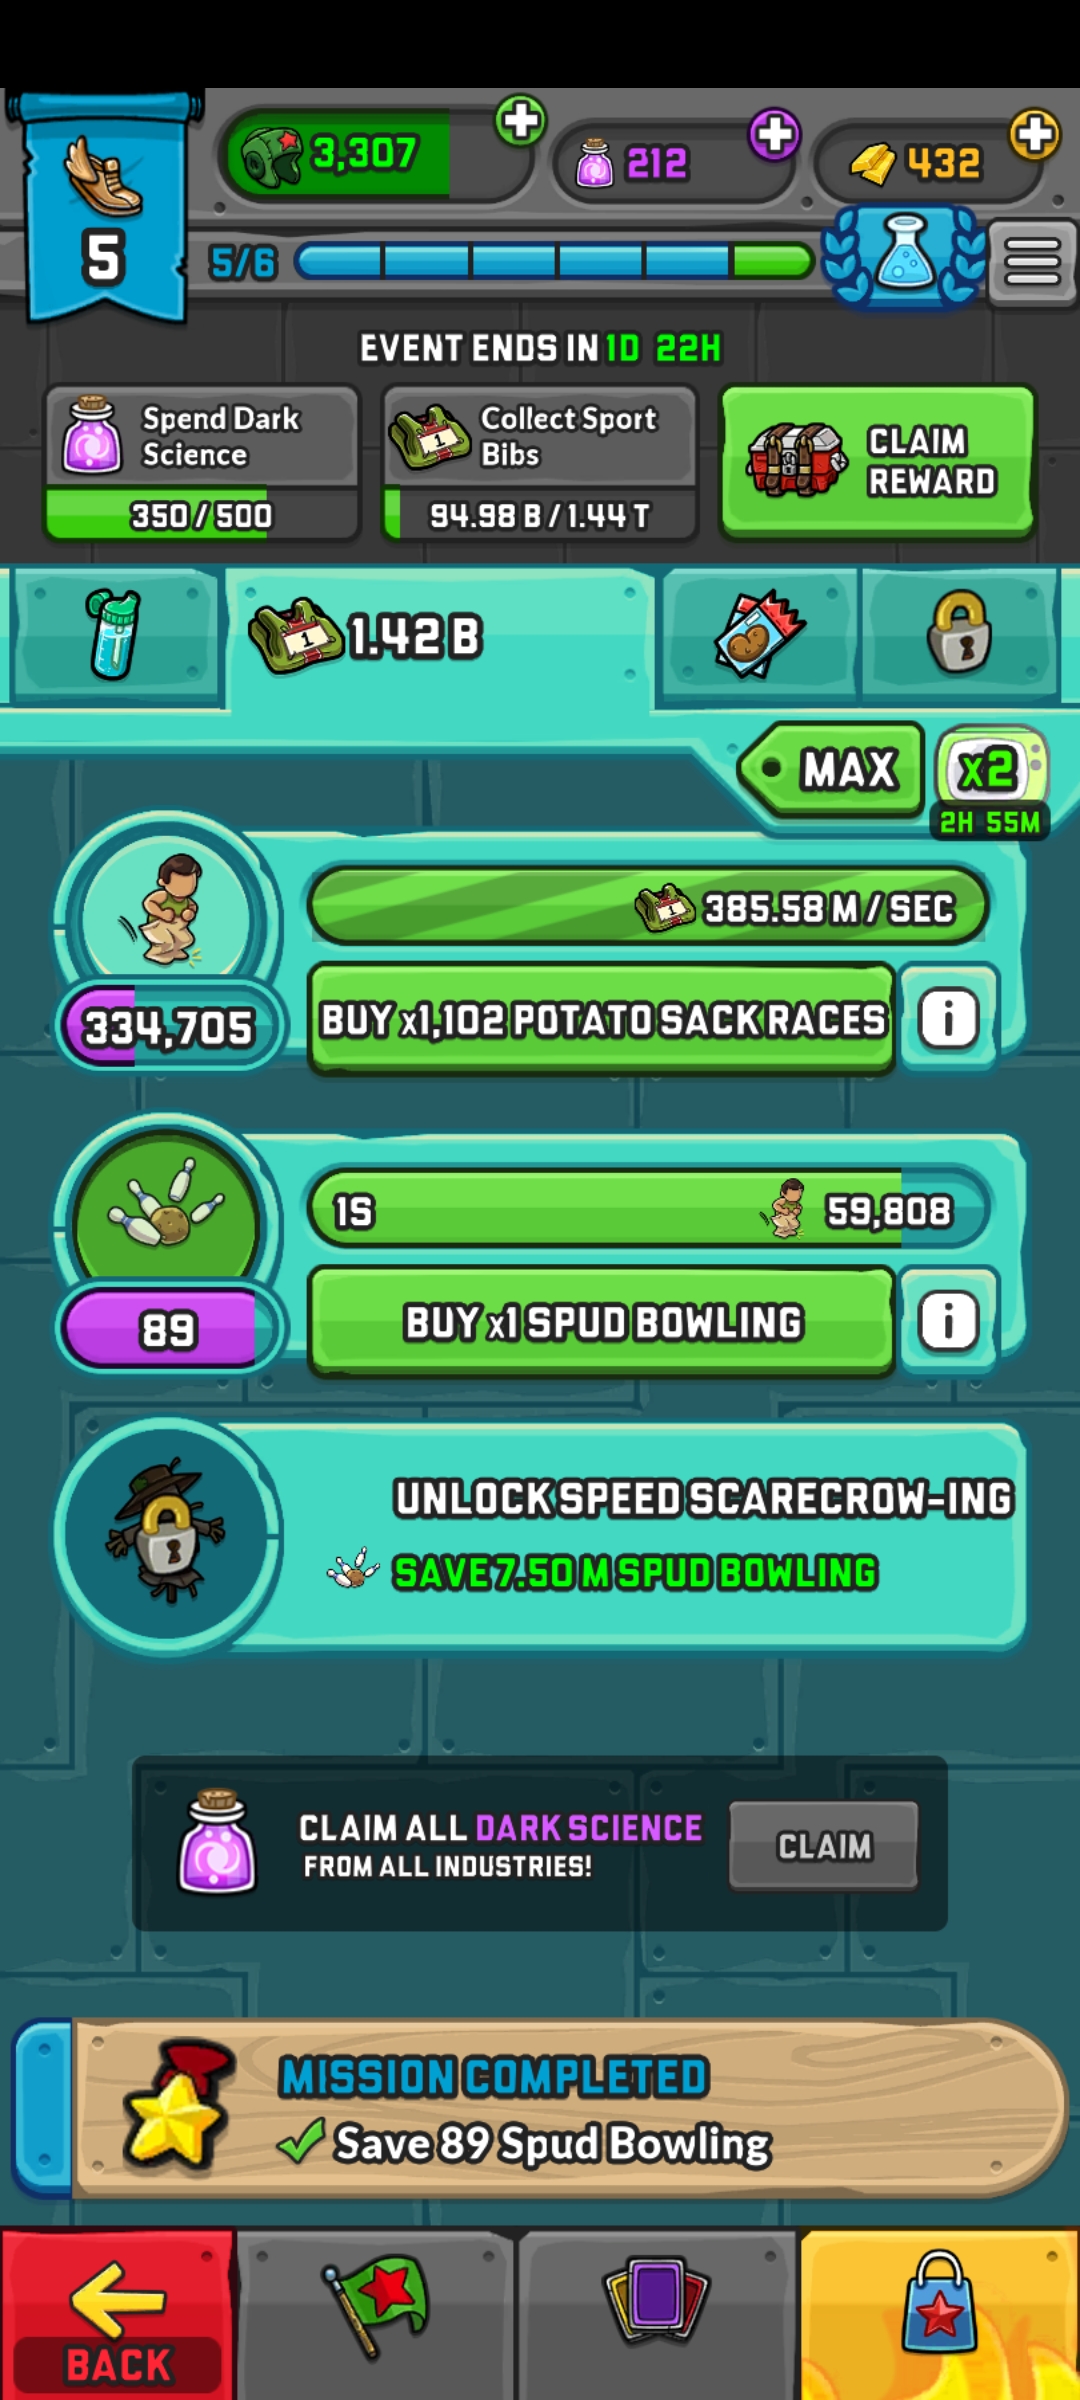 3,307
212
432
5
5/6
EVENT ENDS IN 1D 22H
Spend Dark
Science
350/500
Collect Sport
Bibs
94.98 B / 1.44 T
CLAIM
REWARD
1
1.42 B
MAX
x2
2H 55M
385.58 M / SEC
334,705
BUY x1,102 POTATO SACK RACES
i
1S
59,808
89
BUY x1 SPUD BOWLING
i
UNLOCK SPEED SCARECROW-ING
SAVE 7.50 M SPUD BOWLING
CLAIM ALL DARK SCIENCE
FROM ALL INDUSTRIES!
CLAIM
MISSION COMPLETED
Save 89 Spud Bowling
BACK